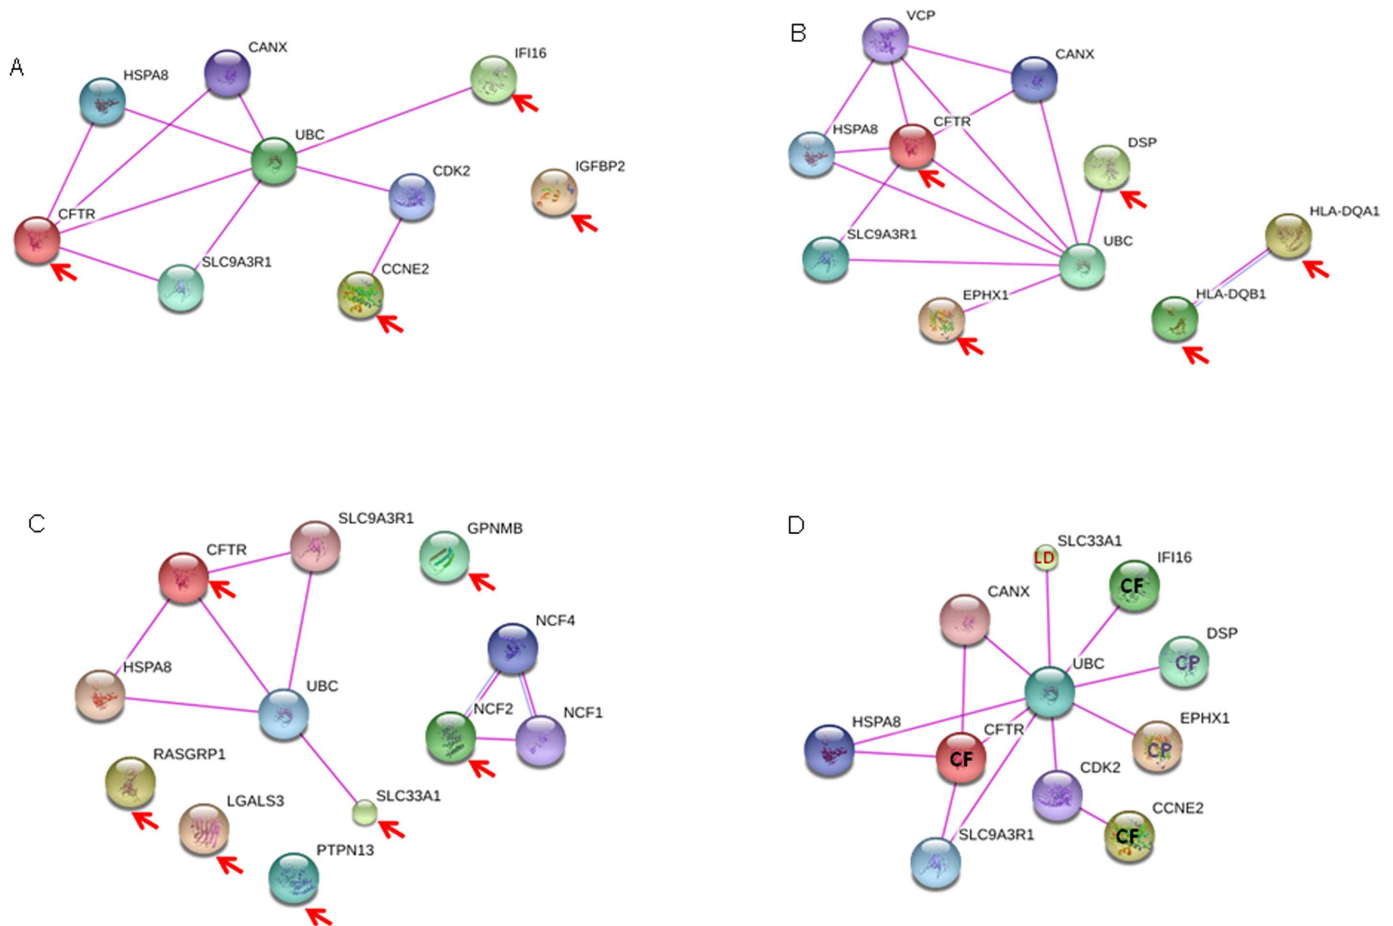 A
HSPA8
CANX
IFI16
UBC
CDK2
IGFBP2
CFTR
SLC9A3R1
CCNE2
B
VCP
CANX
HSPA8
CFTR
DSP
SLC9A3R1
UBC
HLA-DQA1
EPHX1
HLA-DQB1
C
CFTR
SLC9A3R1
GPNMB
HSPA8
UBC
NCF4
NCF2
NCF1
RASGRP1
LGALS3
SLC33A1
PTPN13
D
SLC33A1
LD
IFI16
CF
CANX
UBC
DSP
CP
HSPA8
CFTR
CF
EPHX1
CP
CDK2
CCNE2
CF
SLC9A3R1